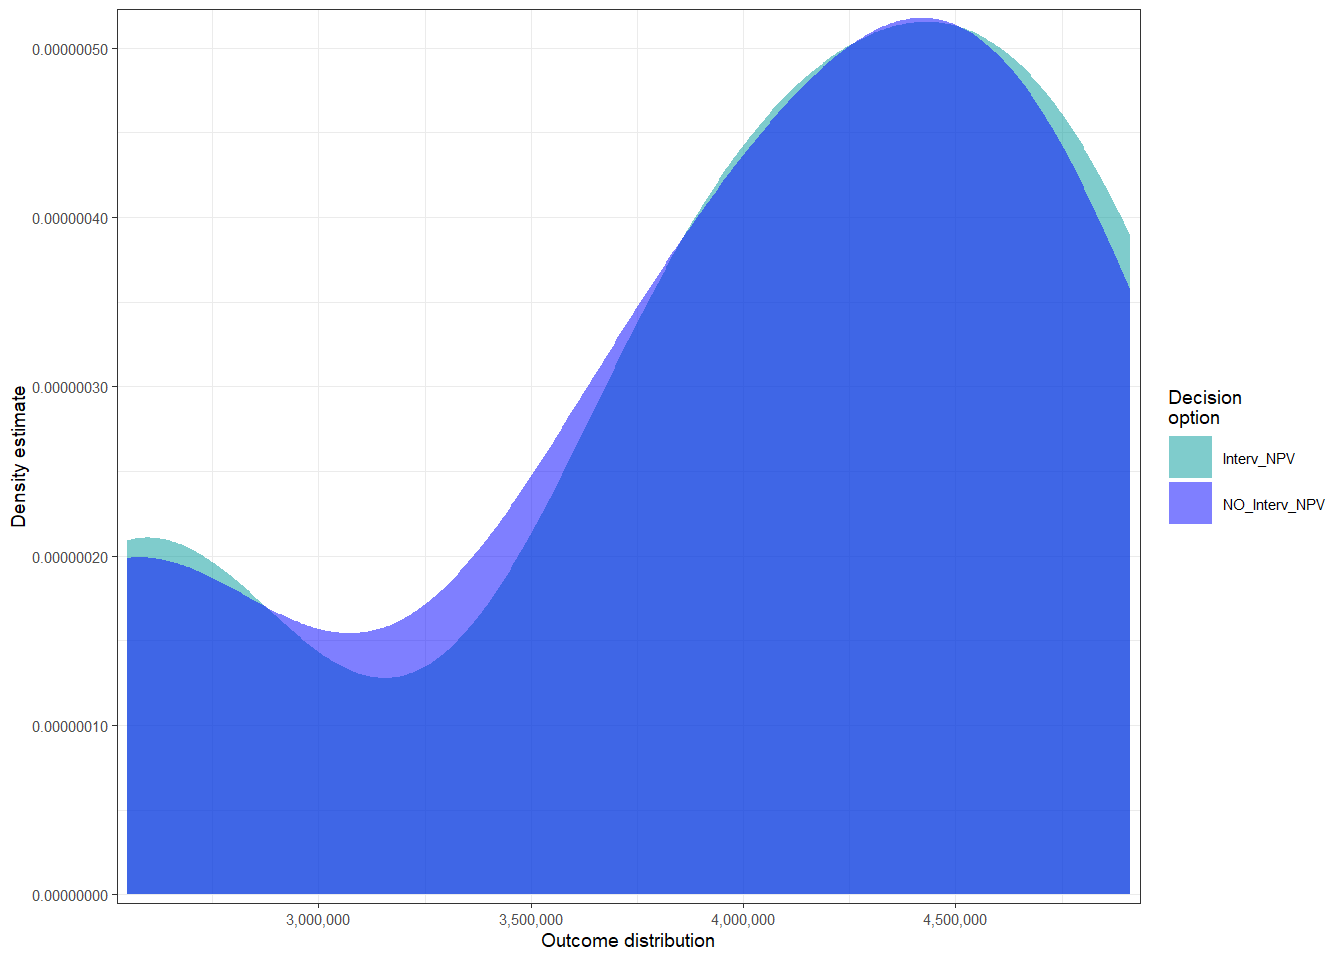 0.00000050
0.00000040
0.00000030
0.00000020
0.00000010
0.00000000
Density estimate
3,000,000
3,500,000
4,000,000
4,500,000
Outcome distribution
Decision
option
Interv_NPV
NO_Interv_NPV